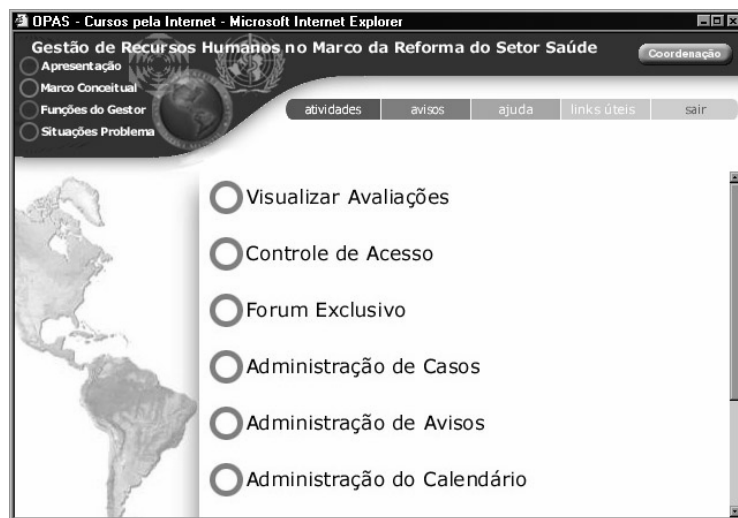 OPAS - Cursos pela Internet - Microsoft Internet Explorer
Gestão de Recursos Humanos no Marco da Reforma do Setor Saúde
Coordenação
Apresentação
Marco Conceitual
Funções do Gestor
Situações Problema
atividades avisos ajuda links úteis sair
Visualizar Avaliações
Controle de Acesso
Forum Exclusivo
Administração de Casos
Administração de Avisos
Administração do Calendário